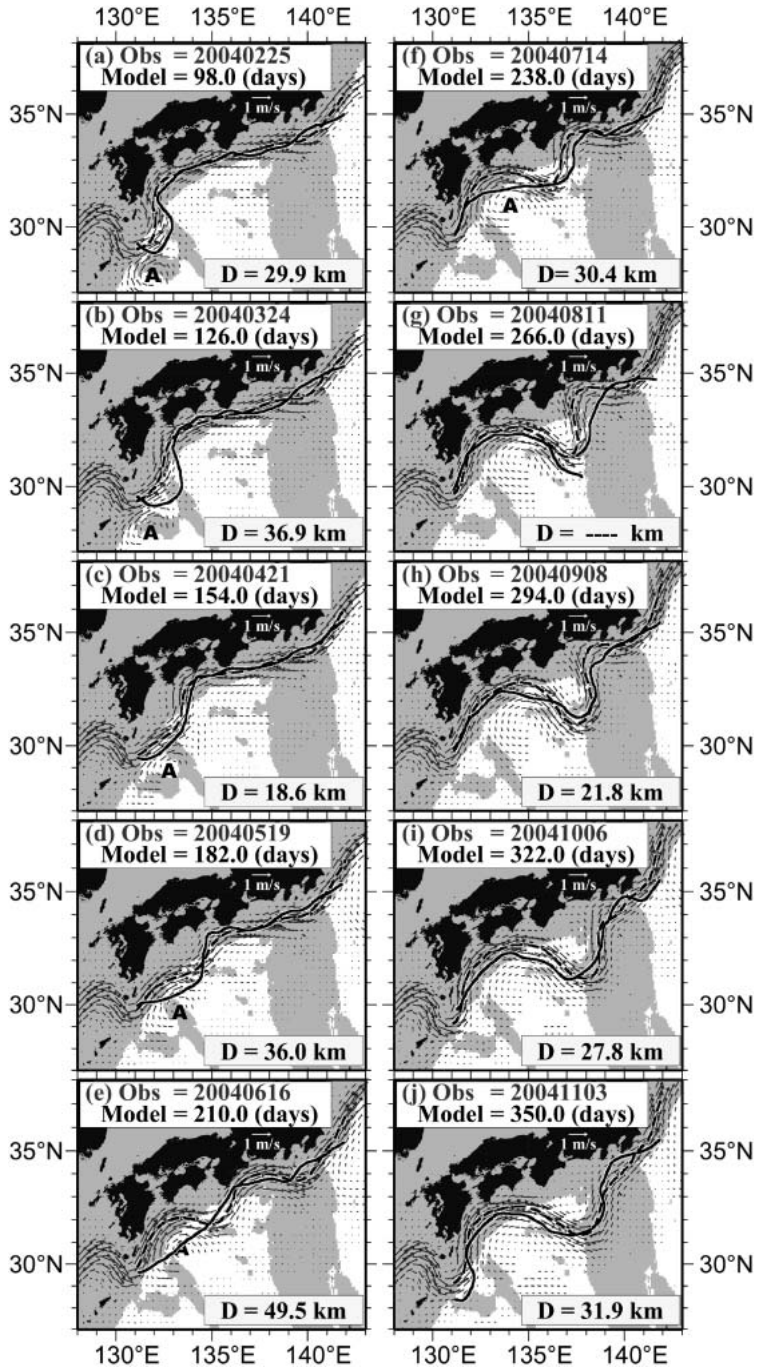 130°E 135°E 140°E 130°E 135°E 140°E
(a) Obs = 20040225
Model = 98.0 (days)
1 m/s
35°N
30°N
A
D = 29.9 km
(b) Obs = 20040324
Model = 126.0 (days)
1 m/s
35°N
30°N
A
D = 36.9 km
(c) Obs = 20040421
Model = 154.0 (days)
1 m/s
35°N
30°N
A
D = 18.6 km
(d) Obs = 20040519
Model = 182.0 (days)
1 m/s
35°N
30°N
A
D = 36.0 km
(e) Obs = 20040616
Model = 210.0 (days)
1 m/s
35°N
30°N
A
D = 49.5 km
(f) Obs = 20040714
Model = 238.0 (days)
1 m/s
35°N
30°N
A
D= 30.4 km
(g) Obs = 20040811
Model = 266.0 (days)
1 m/s
35°N
30°N
D = ---- km
(h) Obs = 20040908
Model = 294.0 (days)
1 m/s
35°N
30°N
D = 21.8 km
(i) Obs = 20041006
Model = 322.0 (days)
1 m/s
35°N
30°N
D = 27.8 km
(j) Obs = 20041103
Model = 350.0 (days)
1 m/s
35°N
30°N
D = 31.9 km
130°E 135°E 140°E 130°E 135°E 140°E